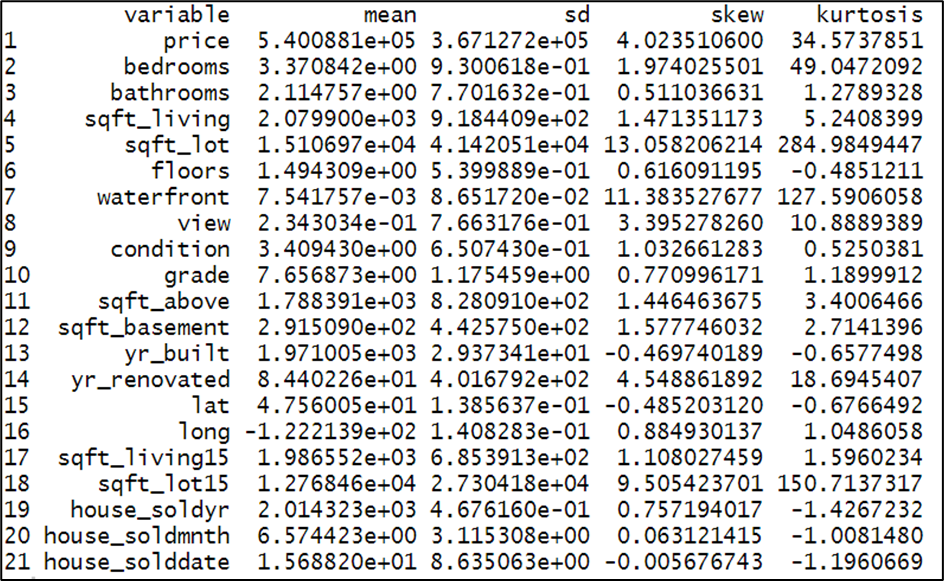 variable mean sd skew kurtosis
1 price 5.400881e+05 3.671272e+05 4.023510600 34.5737851
2 bedrooms 3.370842e+00 9.300618e-01 1.974025501 49.0472092
3 bathrooms 2.114757e+00 7.701632e-01 0.511036631 1.2789328
4 sqft_living 2.079900e+03 9.184409e+02 1.471351173 5.2408399
5 sqft_lot 1.510697e+04 4.142051e+04 13.058206214 284.9849447
6 floors 1.494309e+00 5.399889e-01 0.616091195 -0.4851211
7 waterfront 7.541757e-03 8.651720e-02 11.383527677 127.5906058
8 view 2.343034e-01 7.663176e-01 3.395278260 10.8889389
9 condition 3.409430e+00 6.507430e-01 1.032661283 0.5250381
10 grade 7.656873e+00 1.175459e+00 0.770996171 1.1899912
11 sqft_above 1.788391e+03 8.280910e+02 1.446463675 3.4006466
12 sqft_basement 2.915090e+02 4.425750e+02 1.577746032 2.7141396
13 yr_built 1.971005e+03 2.937341e+01 -0.469740189 -0.6577498
14 yr_renovated 8.440226e+01 4.016792e+02 4.548861892 18.6945407
15 lat 4.756005e+01 1.385637e-01 -0.485203120 -0.6766492
16 long -1.222139e+02 1.408283e-01 0.884930137 1.0486058
17 sqft_living15 1.986552e+03 6.853913e+02 1.108027459 1.5960234
18 sqft_lot15 1.276846e+04 2.730418e+04 9.505423701 150.7137317
19 house_soldyr 2.014323e+03 4.676160e-01 0.757194017 -1.4267232
20 house_soldmnth 6.574423e+00 3.115308e+00 0.063121415 -1.0081480
21 house_solddate 1.568820e+01 8.635063e+00 -0.005676743 -1.1960669